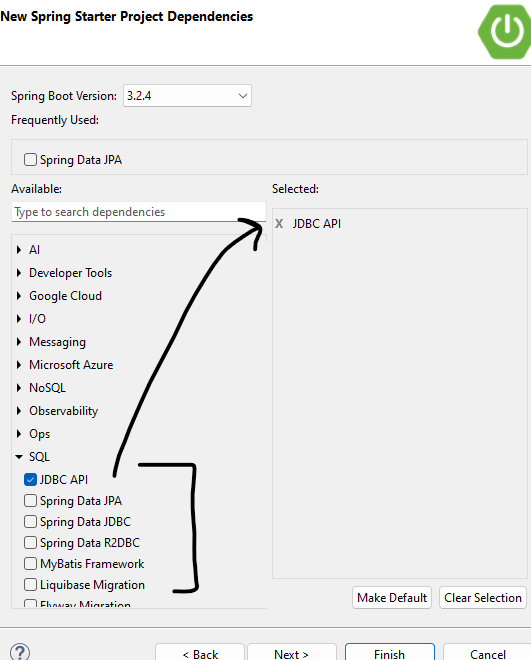 New Spring Starter Project Dependencies
Spring Boot Version: 3.2.4
Frequently Used:
Spring Data JPA
Available:
Selected:
Type to search dependencies
X JDBC API
AI
Developer Tools
Google Cloud
I/O
Messaging
Microsoft Azure
NoSQL
Observability
Ops
SQL
JDBC API
Spring Data JPA
Spring Data JDBC
Spring Data R2DBC
MyBatis Framework
Liquibase Migration
Flyway Migration
Make Default
Clear Selection
?
< Back
Next >
Finish
Cancel